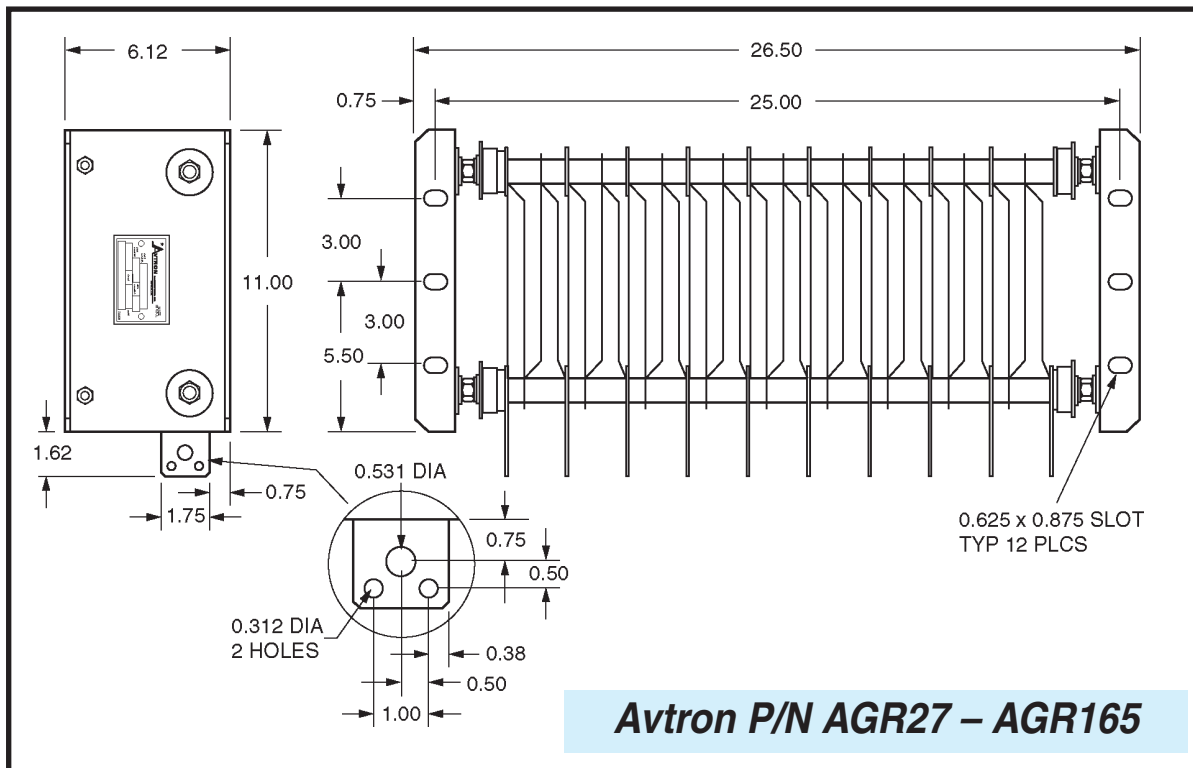 6.12
26.50
0.75
25.00
3.00
11.00
3.00
5.50
AVTRON
1.62
0.75
1.75
0.531 DIA
0.75
0.50
0.625 x 0.875 SLOT
TYP 12 PLCS
0.312 DIA
2 HOLES
0.38
0.50
1.00
Avtron P/N AGR27 – AGR165